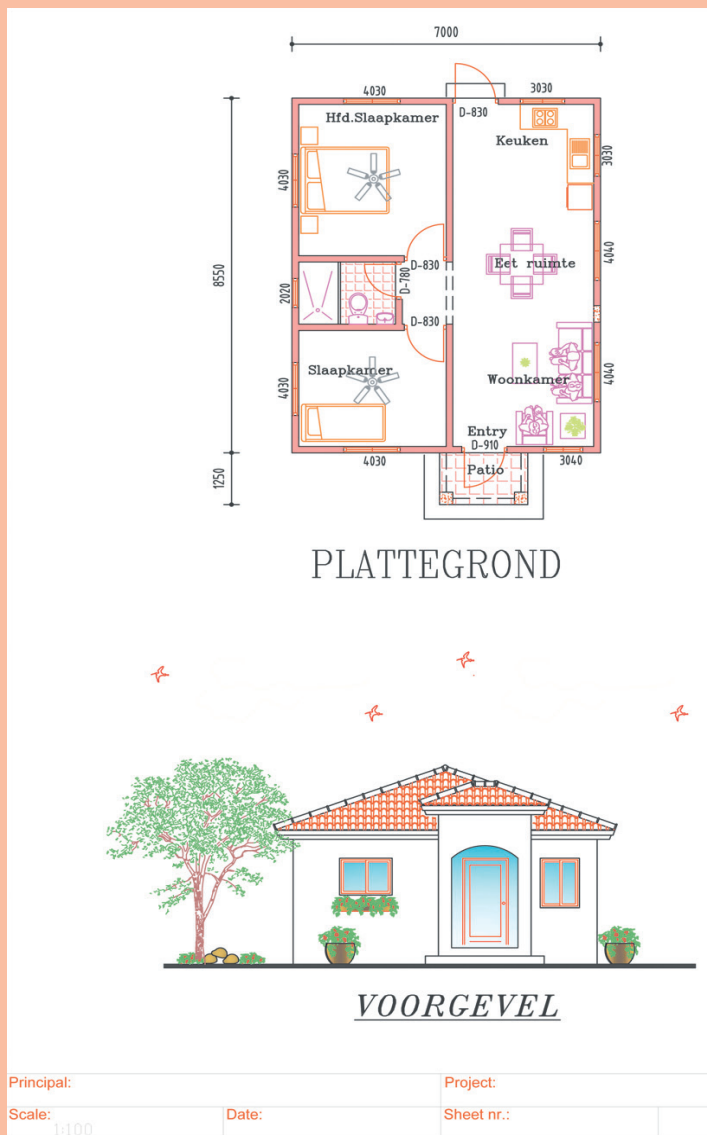 7000
4030
3030
D-830
Hfd.Slaapkamer
Keuken
4030
3030
8550
D-830
D-780
Eet ruimte
4040
2020
D-830
Slaapkamer
Woonkamer
4030
4040
Entry
D-910
4030
3040
Patio
1250
PLATTEGROND
VOORGEVEL
Principal:
Project:
Scale:
1:100
Date:
Sheet nr.: